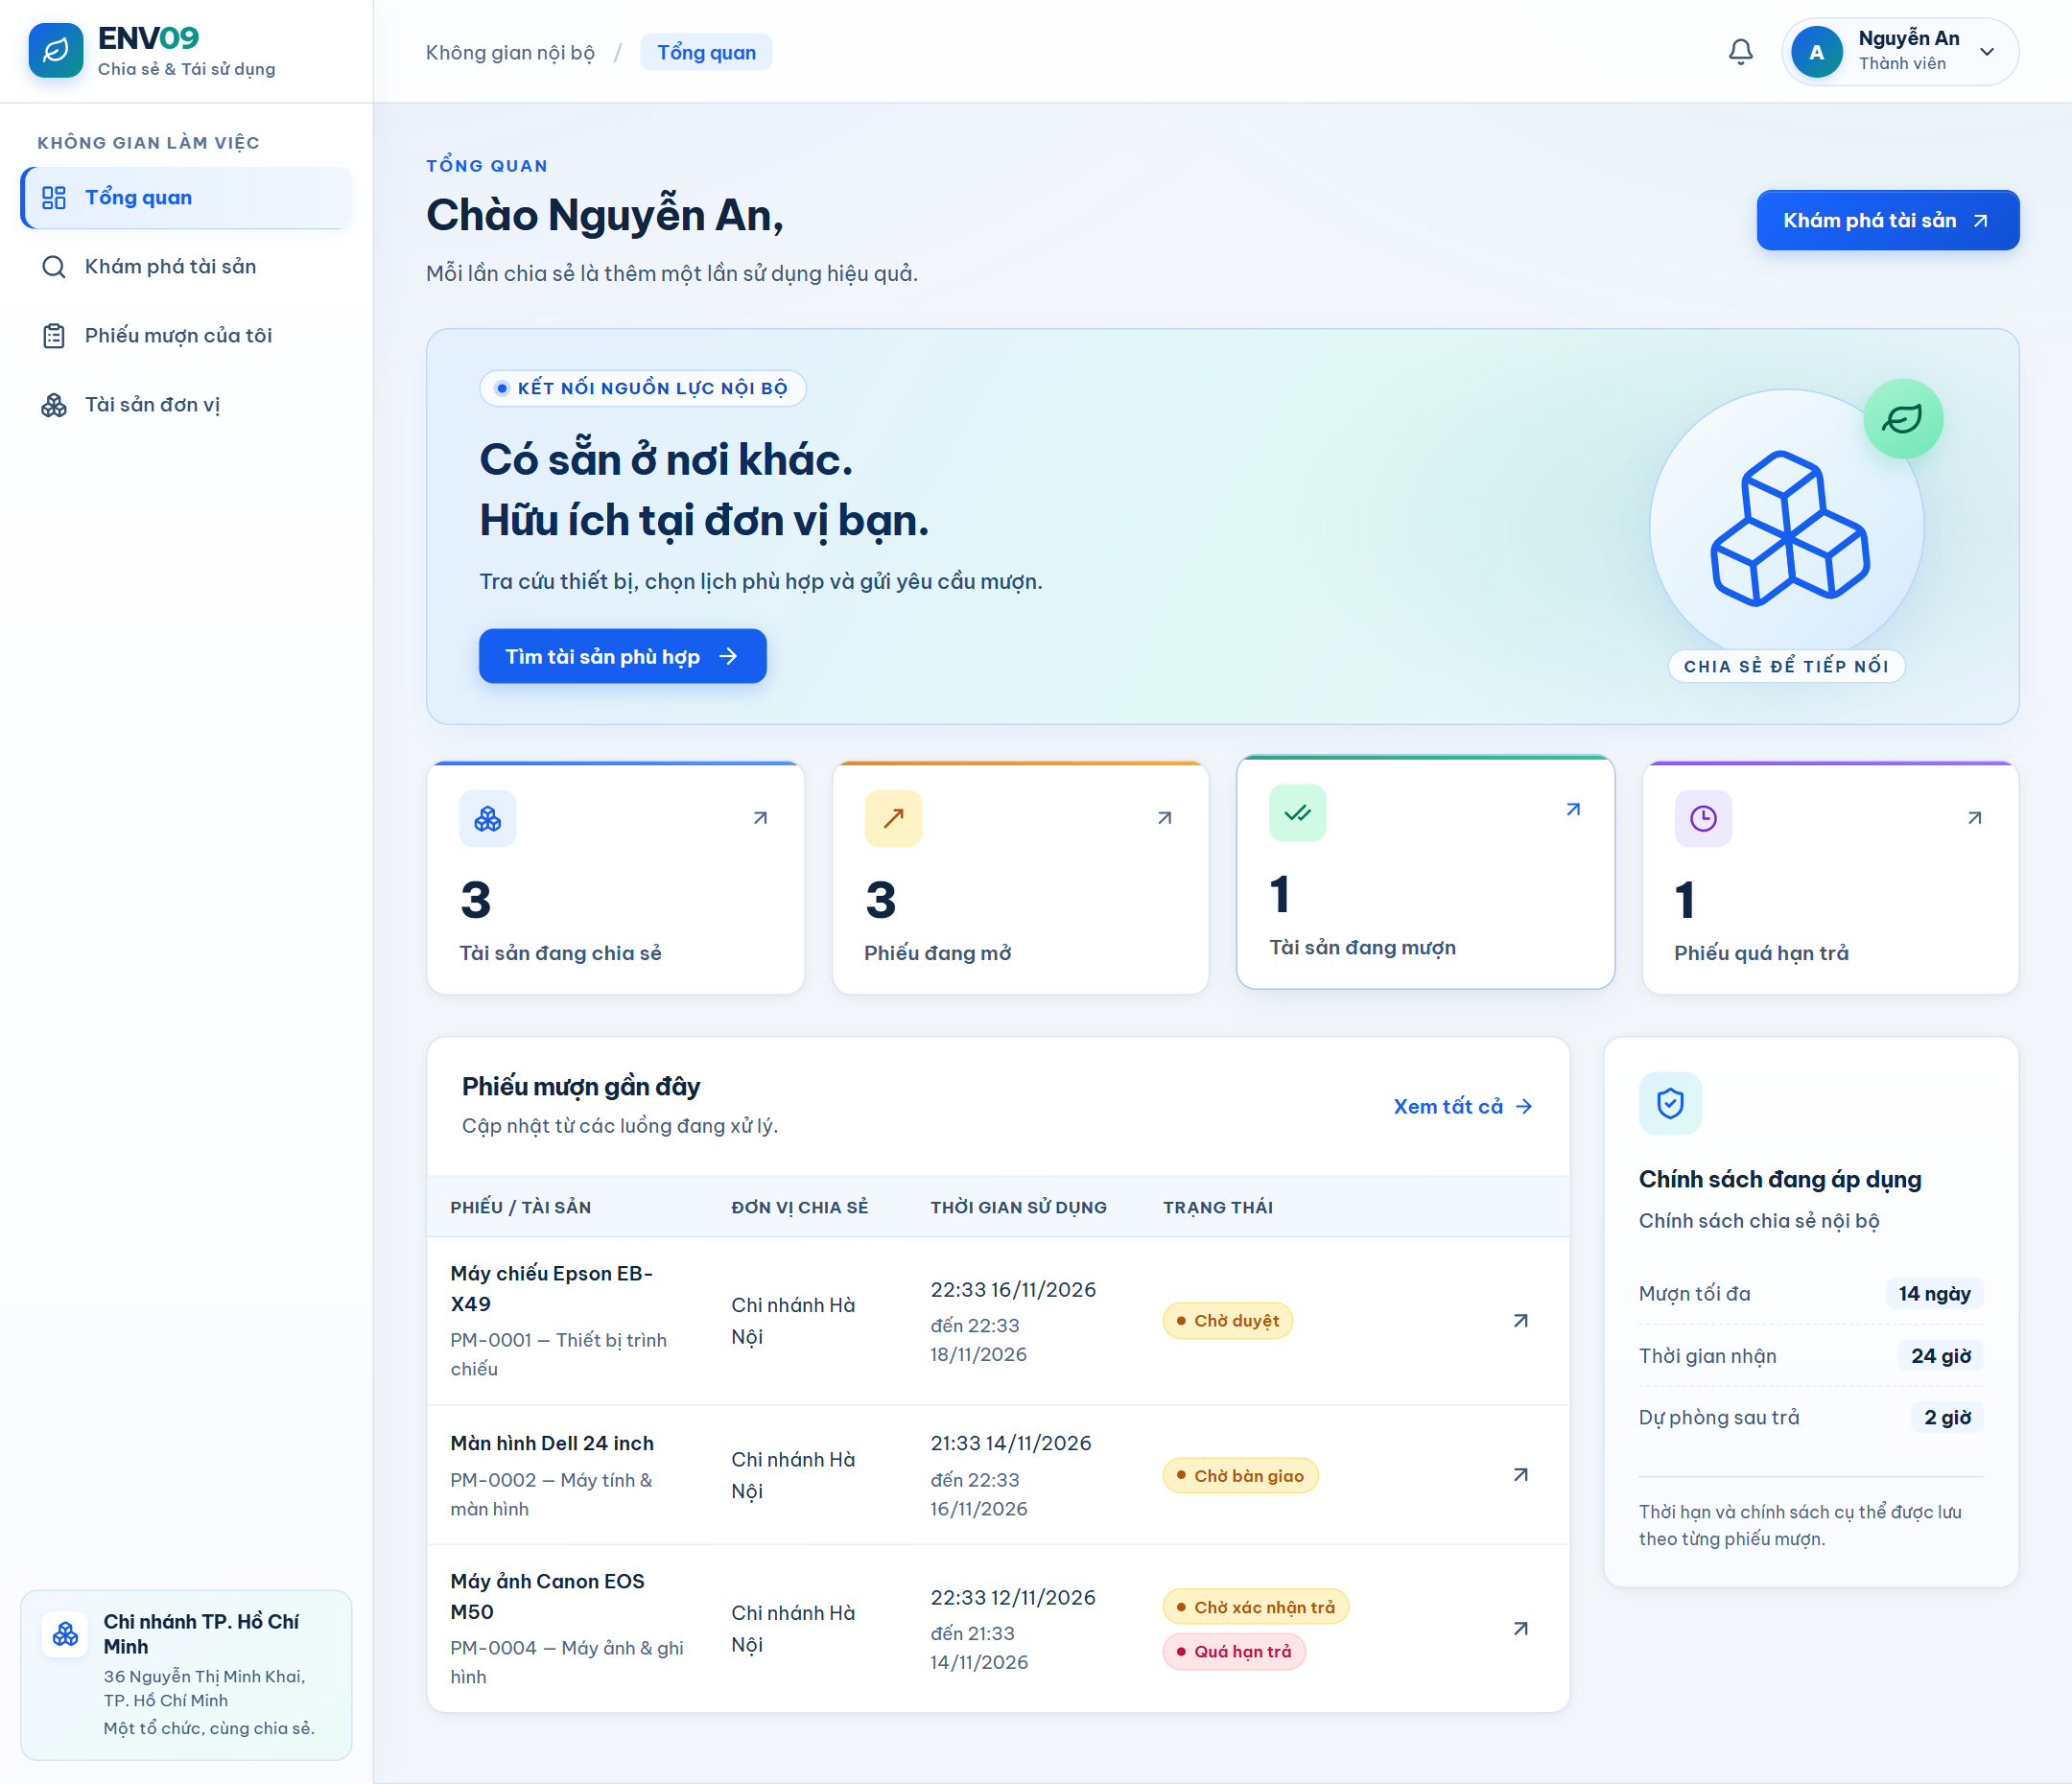 ENV09
Chia sẻ & Tái sử dụng
KHÔNG GIAN LÀM VIỆC
Tổng quan
Khám phá tài sản
Phiếu mượn của tôi
Tài sản đơn vị
Chi nhánh TP. Hồ Chí
Minh
36 Nguyễn Thị Minh Khai,
TP. Hồ Chí Minh
Một tổ chức, cùng chia sẻ.
Không gian nội bộ / Tổng quan
A
Nguyễn An
Thành viên
TỔNG QUAN
Chào Nguyễn An,
Mỗi lần chia sẻ là thêm một lần sử dụng hiệu quả.
Khám phá tài sản
KẾT NỐI NGUỒN LỰC NỘI BỘ
Có sẵn ở nơi khác.
Hữu ích tại đơn vị bạn.
Tra cứu thiết bị, chọn lịch phù hợp và gửi yêu cầu mượn.
Tìm tài sản phù hợp
CHIA SẺ ĐỂ TIẾP NỐI
3
Tài sản đang chia sẻ
3
Phiếu đang mở
1
Tài sản đang mượn
1
Phiếu quá hạn trả
Phiếu mượn gần đây
Cập nhật từ các luồng đang xử lý.
Xem tất cả
PHIẾU / TÀI SẢN ĐƠN VỊ CHIA SẺ THỜI GIAN SỬ DỤNG TRẠNG THÁI
Máy chiếu Epson EB-
X49
PM-0001 — Thiết bị trình
chiếu
Chi nhánh Hà
Nội
22:33 16/11/2026
đến 22:33
18/11/2026
Chờ duyệt
Màn hình Dell 24 inch
PM-0002 — Máy tính &
màn hình
Chi nhánh Hà
Nội
21:33 14/11/2026
đến 22:33
16/11/2026
Chờ bàn giao
Máy ảnh Canon EOS
M50
PM-0004 — Máy ảnh & ghi
hình
Chi nhánh Hà
Nội
22:33 12/11/2026
đến 21:33
14/11/2026
Chờ xác nhận trả
Quá hạn trả
Chính sách đang áp dụng
Chính sách chia sẻ nội bộ
Mượn tối đa 14 ngày
Thời gian nhận 24 giờ
Dự phòng sau trả 2 giờ
Thời hạn và chính sách cụ thể được lưu
theo từng phiếu mượn.